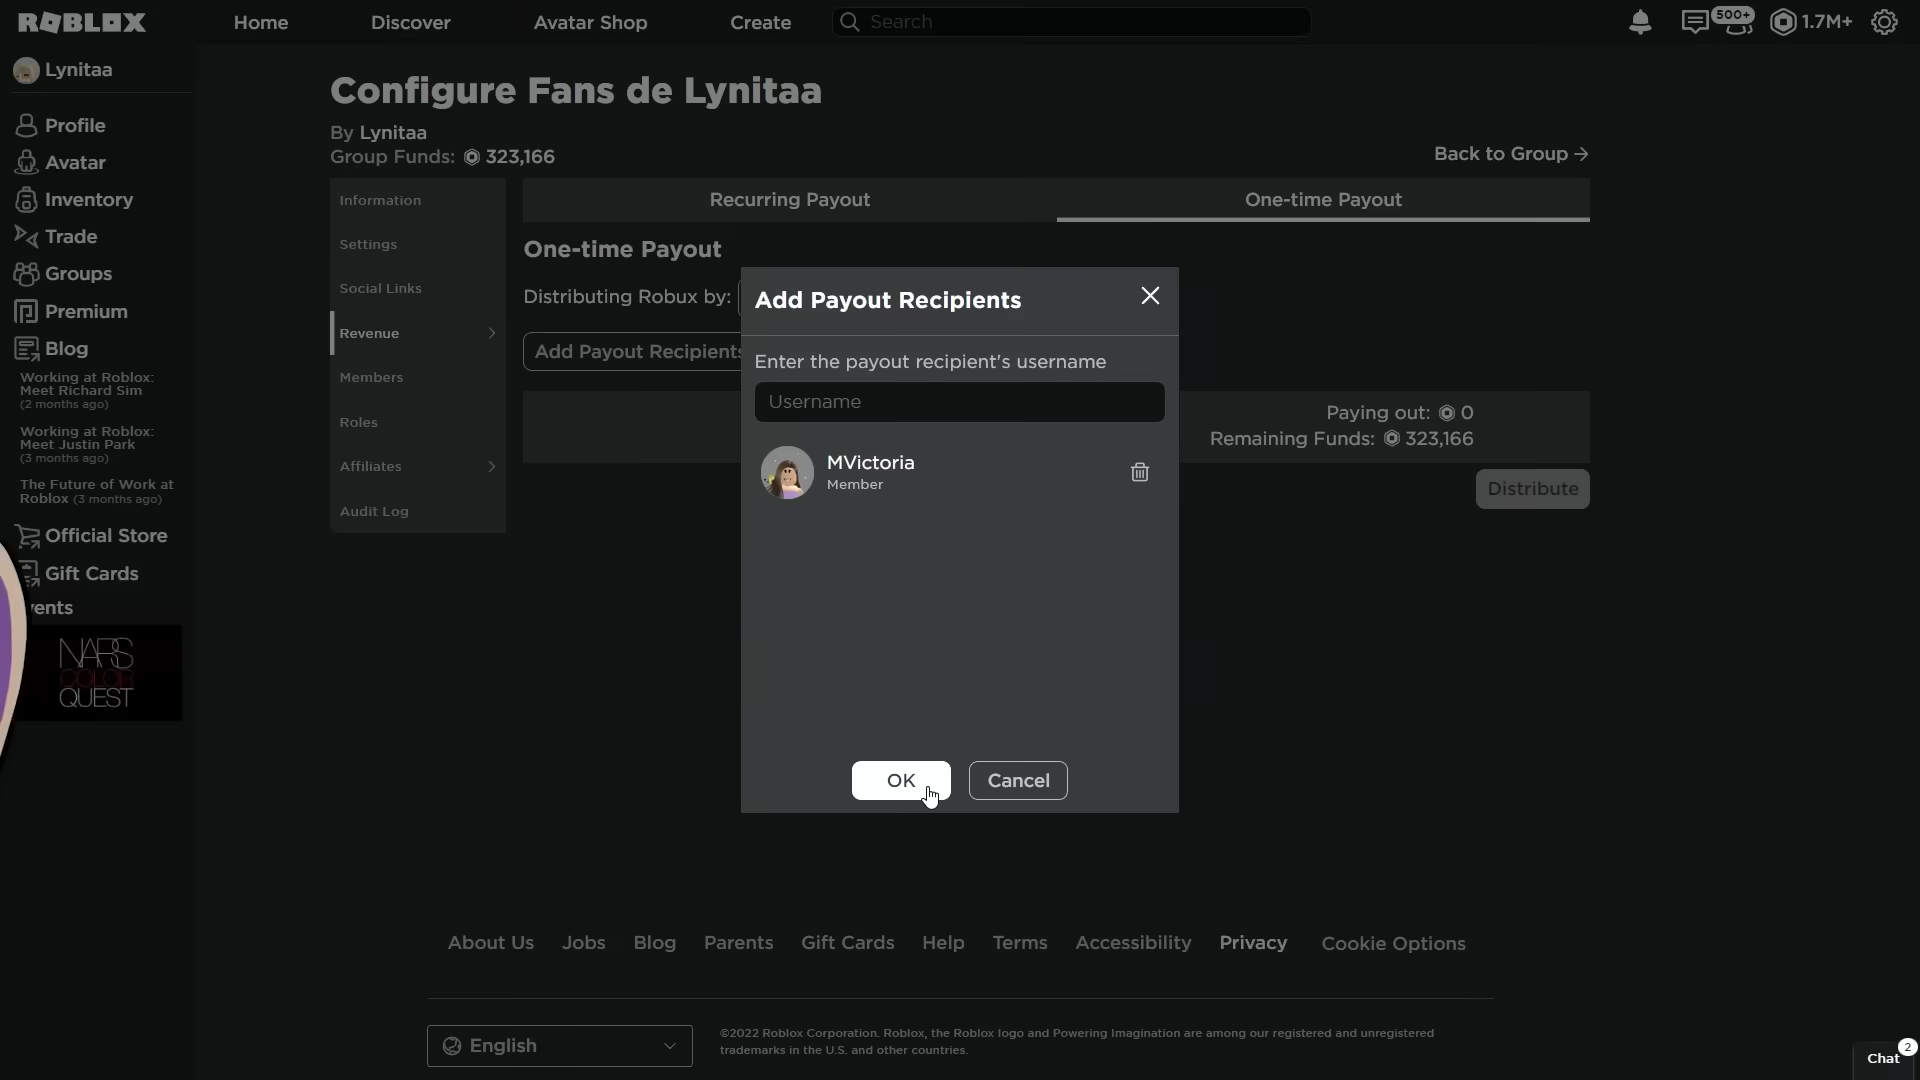 ROBLOX
Home
Discover
Avatar Shop
Create
Search
500+
1.7M+
Lynitaa
Profile
Avatar
Inventory
Trade
Groups
Premium
Blog
Working at Roblox:
Meet Richard Sim
(2 months ago)
Working at Roblox:
Meet Justin Park
(3 months ago)
The Future of Work at
Roblox (3 months ago)
Official Store
Gift Cards
vents
NARS
COLOR
QUEST
Configure Fans de Lynitaa
By Lynitaa
Group Funds: 323,166
Back to Group
Information
Settings
Social Links
Revenue
Members
Roles
Affiliates
Audit Log
Recurring Payout
One-time Payout
One-time Payout
Distributing Robux by:
Add Payout Recipients
Paying out: 0
Remaining Funds: 323,166
Distribute
Add Payout Recipients
Enter the payout recipient's username
Username
MVictoria
Member
OK
Cancel
About Us
Jobs
Blog
Parents
Gift Cards
Help
Terms
Accessibility
Privacy
Cookie Options
English
©2022 Roblox Corporation. Roblox, the Roblox logo and Powering Imagination are among our registered and unregistered
trademarks in the U.S. and other countries.
Chat
2